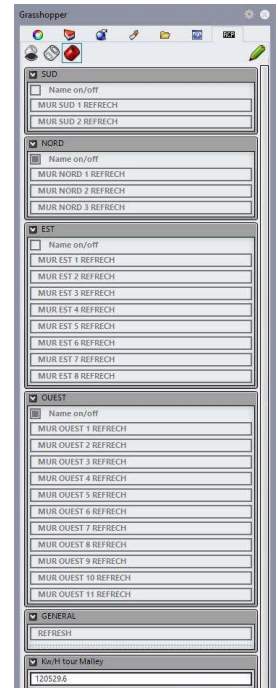 Grasshopper
RCP
SUD
Name on/off
MUR SUD 1 REFRECH
MUR SUD 2 REFRECH
NORD
Name on/off
MUR NORD 1 REFRECH
MUR NORD 2 REFRECH
MUR NORD 3 REFRECH
EST
Name on/off
MUR EST 1 REFRECH
MUR EST 2 REFRECH
MUR EST 3 REFRECH
MUR EST 4 REFRECH
MUR EST 5 REFRECH
MUR EST 6 REFRECH
MUR EST 7 REFRECH
MUR EST 8 REFRECH
OUEST
Name on/off
MUR OUEST 1 REFRECH
MUR OUEST 2 REFRECH
MUR OUEST 3 REFRECH
MUR OUEST 4 REFRECH
MUR OUEST 5 REFRECH
MUR OUEST 6 REFRECH
MUR OUEST 7 REFRECH
MUR OUEST 8 REFRECH
MUR OUEST 9 REFRECH
MUR OUEST 10 REFRECH
MUR OUEST 11 REFRECH
GENERAL
REFRESH
Kw/H tour Malley
120529.6